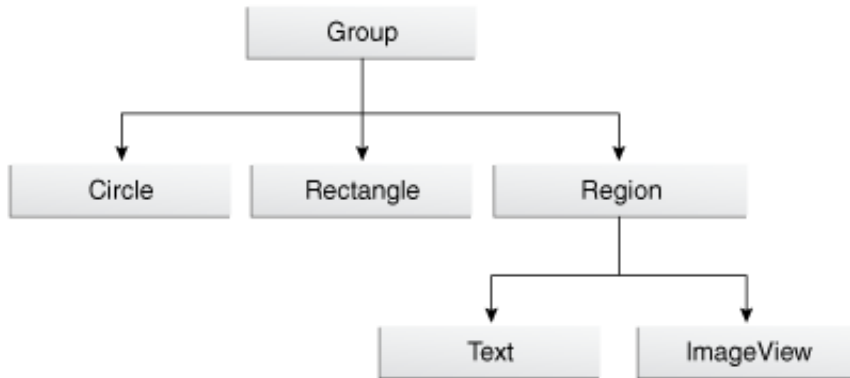 Group
Circle
Rectangle
Region
Text
ImageView